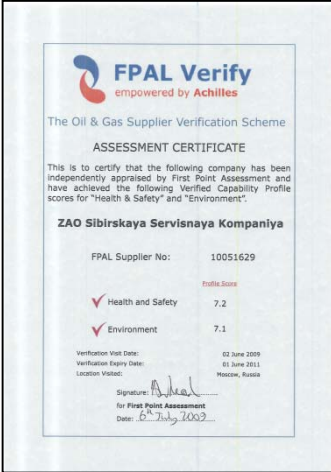 FPAL Verify
empowered by Achilles
The Oil & Gas Supplier Verification Scheme
ASSESSMENT CERTIFICATE
This is to certify that the following company has been
independently appraised by First Point Assessment and
have achieved the following Verified Capability Profile
scores for "Health & Safety" and "Environment".
ZAO Sibirskaya Servisnaya Kompaniya
FPAL Supplier No: 10051629
Profile Score
Health and Safety 7.2
Environment 7.1
Verification Visit Date: 02 June 2009
Verification Expiry Date: 01 June 2011
Location Visited: Moscow, Russia
Signature:
for First Point Assessment
Date: 6th July 2009